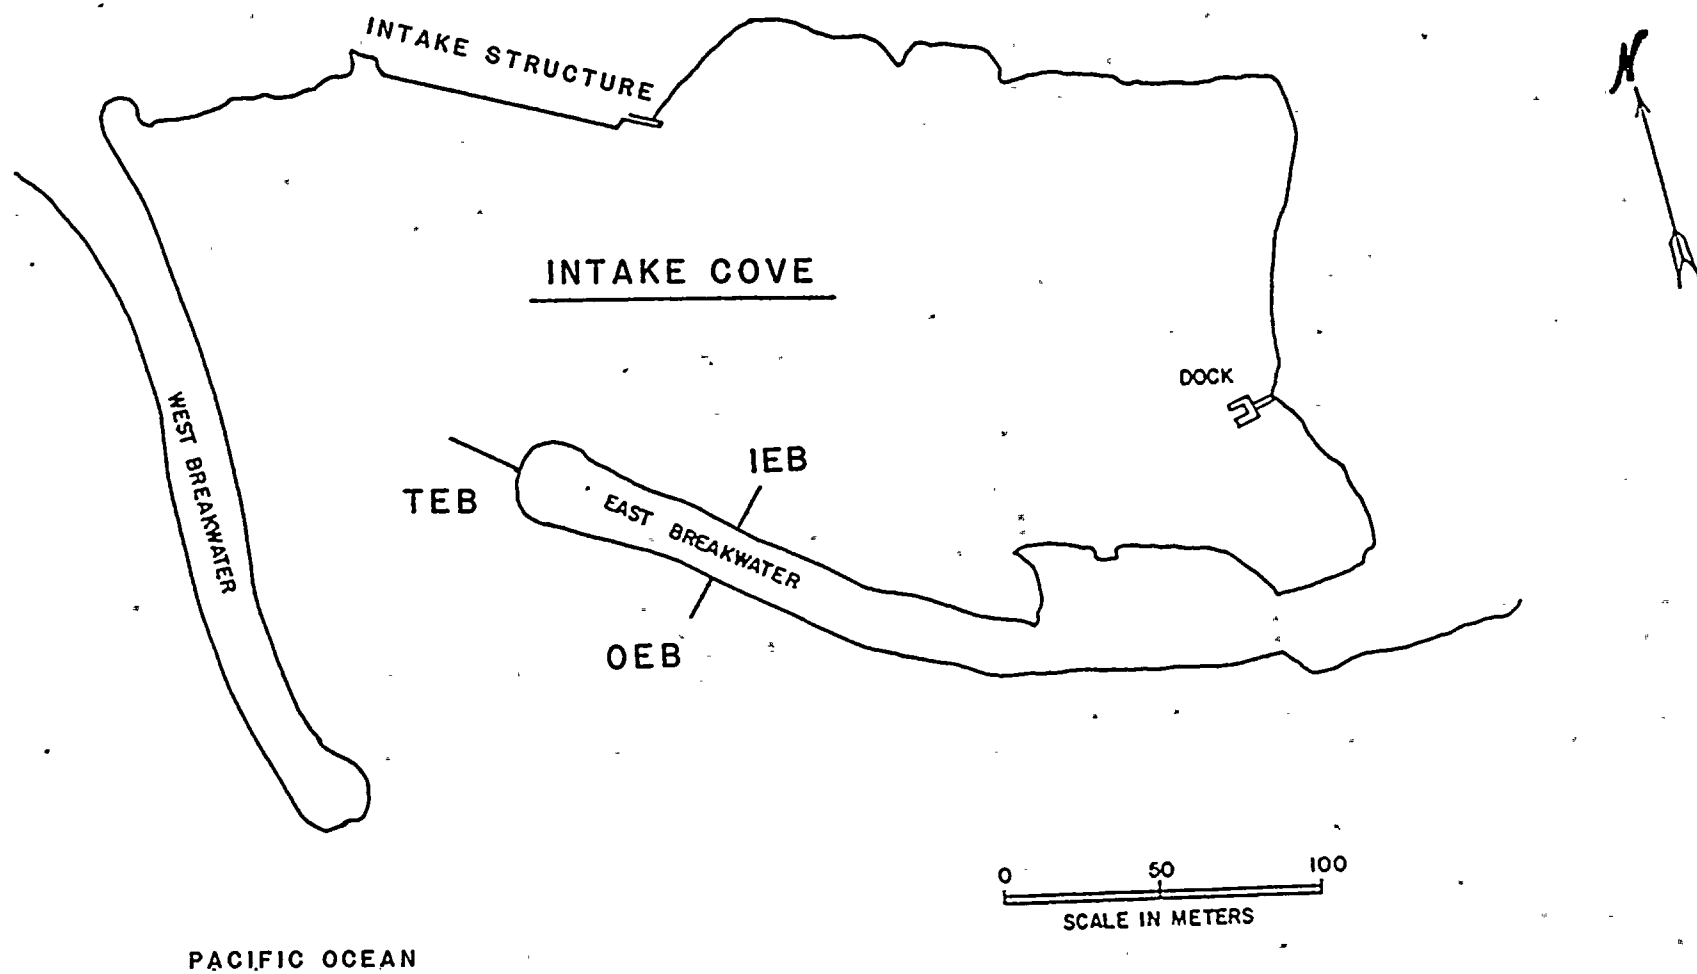 INTAKE STRUCTURE
N
INTAKE COVE
DOCK
WEST BREAKWATER
IEB
TEB
EAST BREAKWATER
OEB
0 50 100
SCALE IN METERS
PACIFIC OCEAN